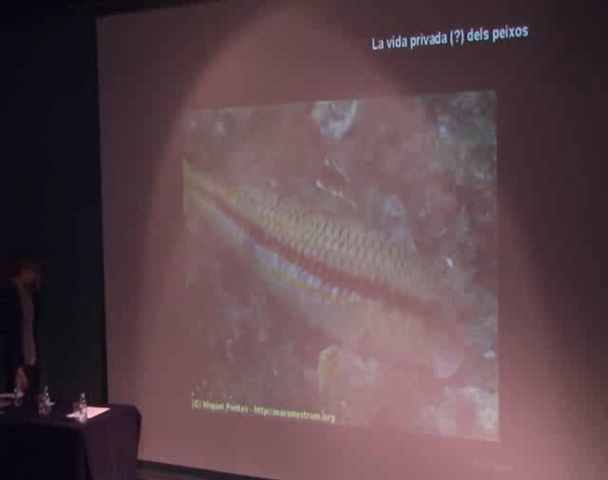 La vida privada (?) dels peixos
(C) Miquel Pontes - http://marenostrum.org